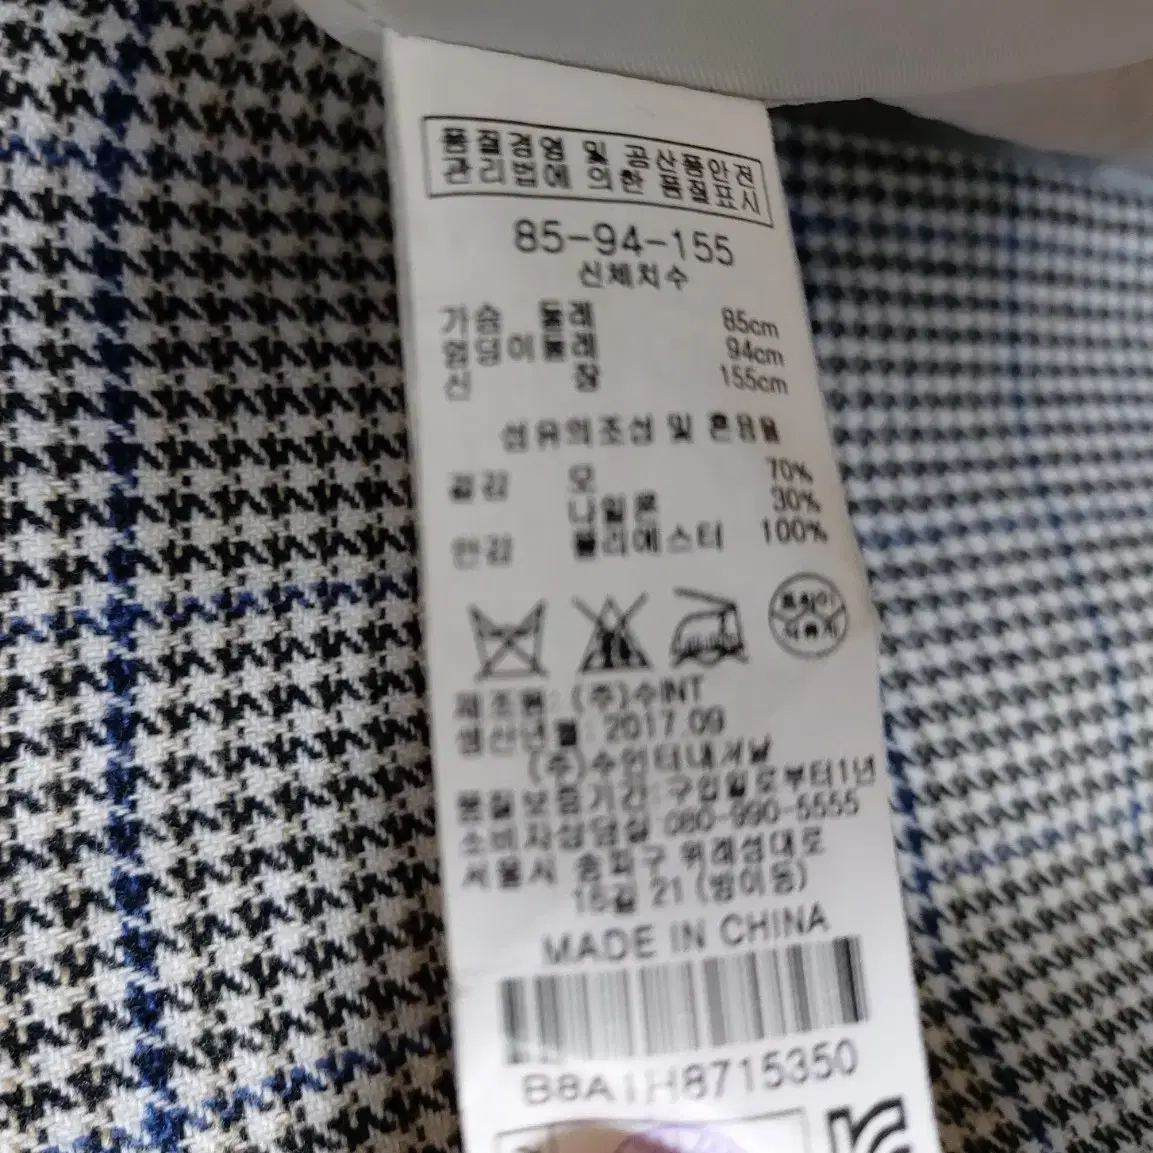 품질경영 및 공산품안전
관리법에 의한 품질표시
85-94-155
신체치수
가슴 둘레 85cm
엉덩이둘레 94cm
신 장 155cm
섬유의조성 및 혼용율
겉감 모 70%
나일론 30%
안감 폴리에스터 100%
드라이
제조원: (주)수INT
생산년월: 2017.09
(주)수인터내셔날
품질보증기간:구입일로부터1년
소비자상담실:080-990-5555
서울시 송파구 위례성대로
16길 21 (방이동)
MADE IN CHINA
B8A1H8715350